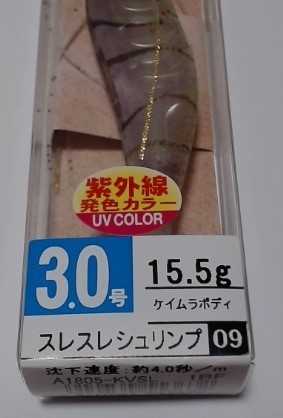 紫外線
発色カラー
UV COLOR
3.0号
15.5g
ケイムラボディ
スレスレシュリンプ 09
沈下速度:約4.0秒/m
A1805-KVSL